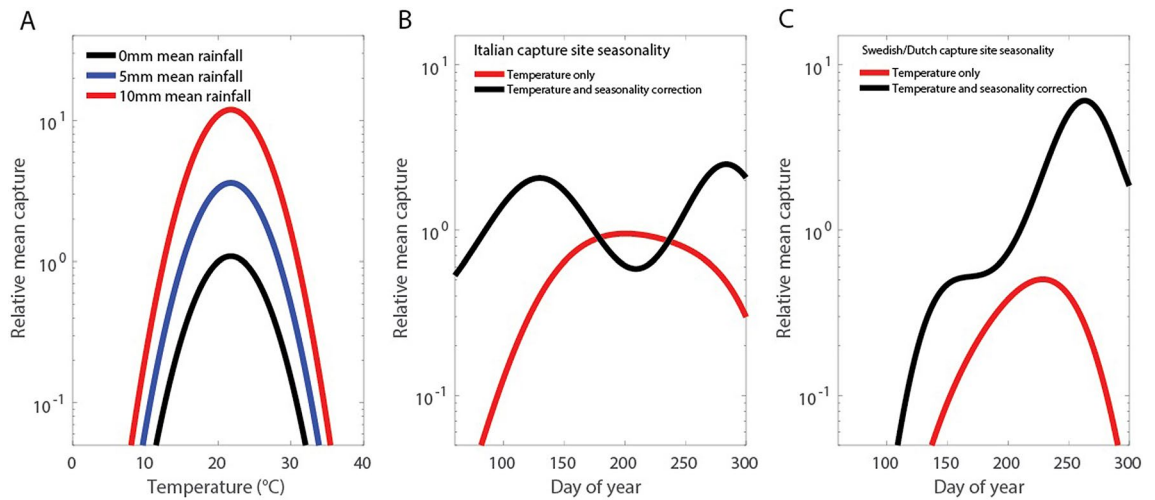 A
0mm mean rainfall
5mm mean rainfall
10mm mean rainfall
10^1
10^0
10^-1
Relative mean capture
0 10 20 30 40
Temperature (°C)
B
Italian capture site seasonality
Temperature only
Temperature and seasonality correction
10^1
10^0
10^-1
Relative mean capture
100 150 200 250 300
Day of year
C
Swedish/Dutch capture site seasonality
Temperature only
Temperature and seasonality correction
10^1
10^0
10^-1
Relative mean capture
100 150 200 250 300
Day of year